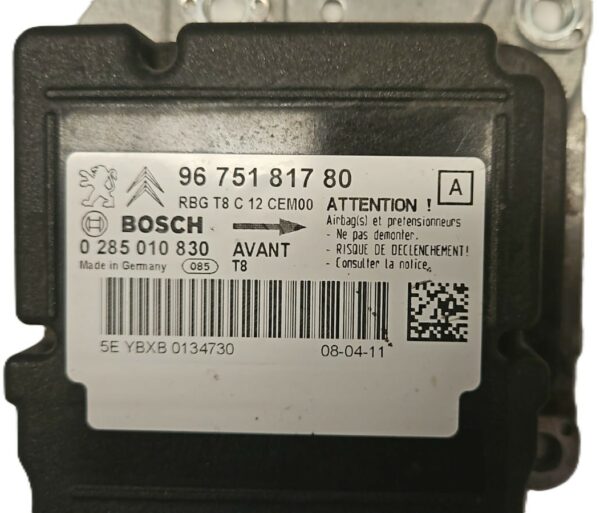 96 751 817 80
RBG T8 C 12 CEM00
ATTENTION !
A
Airbag(s) et pretensionneurs
- Ne pas demonter.
- RISQUE DE DECLENCHEMENT!
- Consulter la notice.
BOSCH
0 285 010 830
AVANT
Made in Germany
085
T8
5E YBXB 0134730
08-04-11